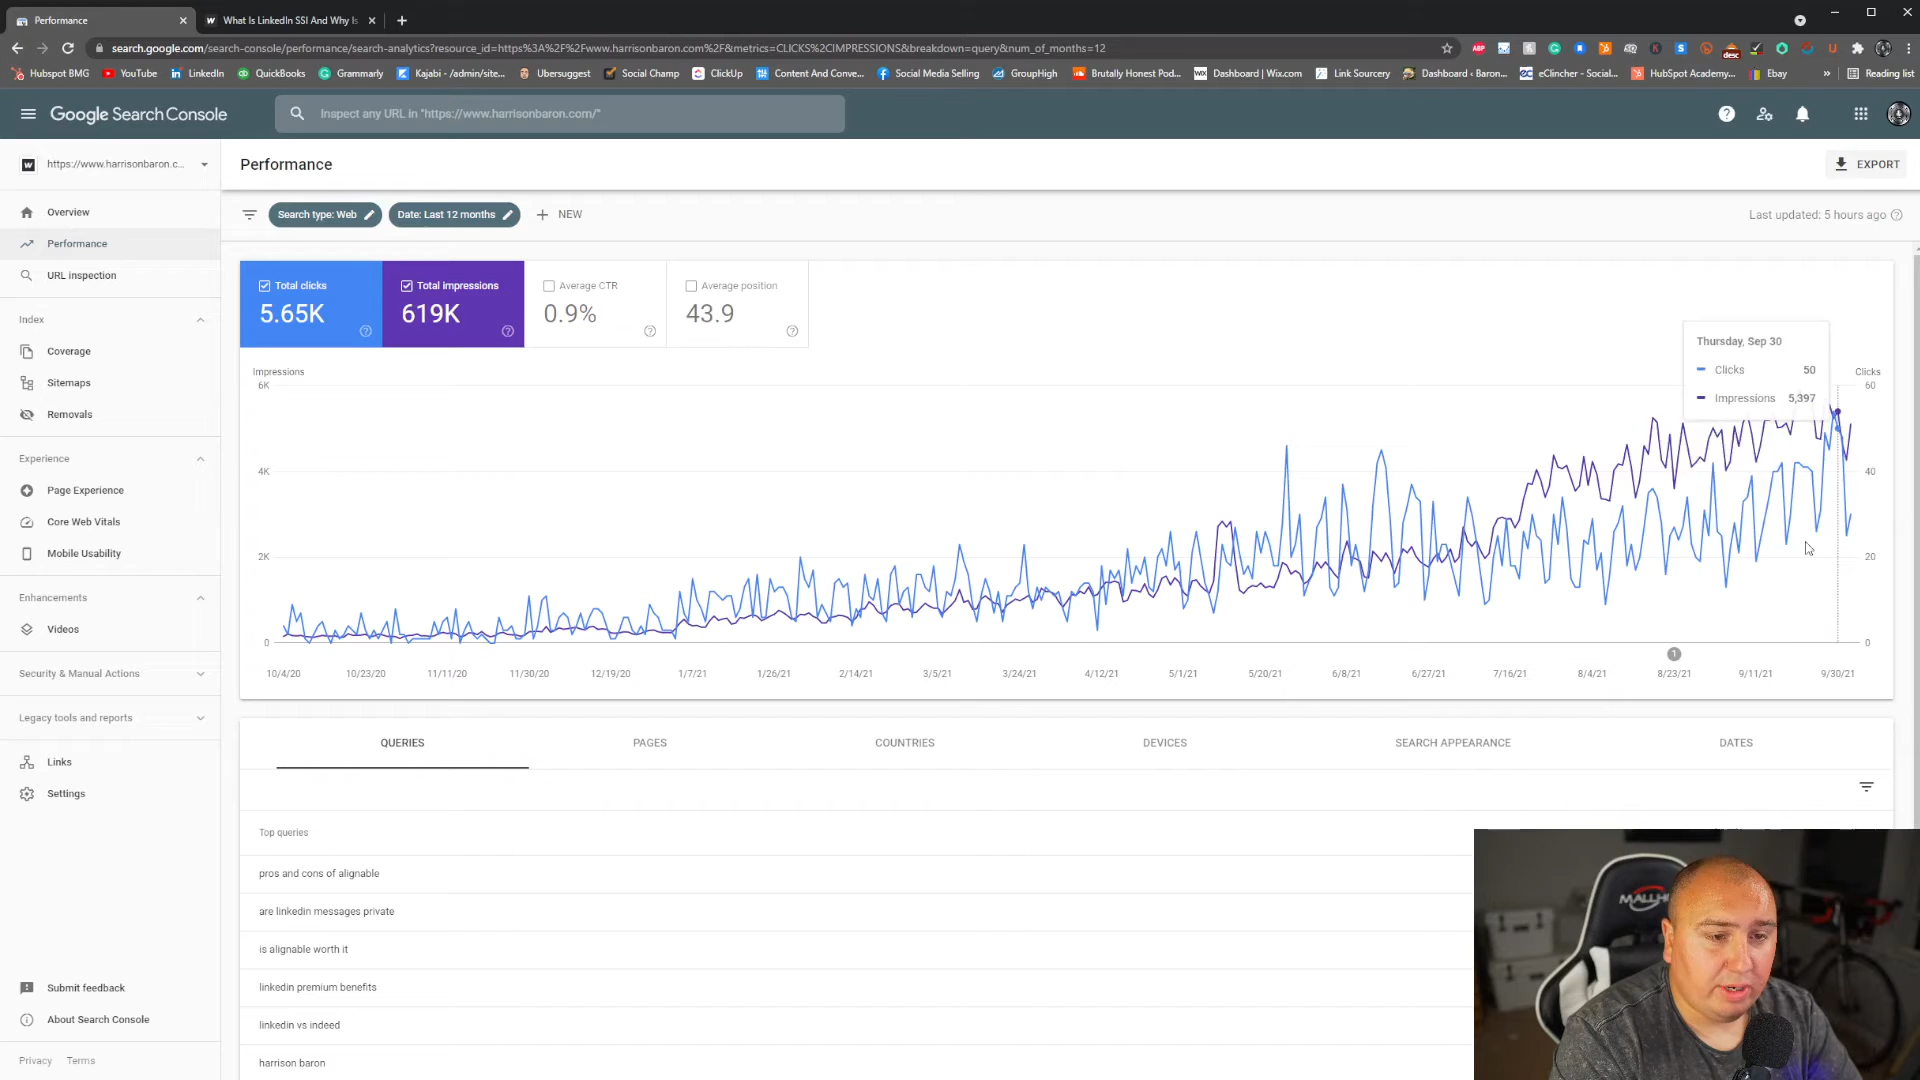 Performance
What Is LinkedIn SSI And Why Is
search.google.com/search-console/performance/search-analytics?resource_id=https%3A%2F%2Fwww.harrisonbaron.com%2F&metrics=CLICKS%2CIMPRESSIONS&breakdown=query&num_of_months=12
Hubspot BMG
YouTube
LinkedIn
QuickBooks
Grammarly
Kajabi - /admin/site...
Ubersuggest
Social Champ
ClickUp
Content And Conve...
Social Media Selling
GroupHigh
Brutally Honest Pod...
Dashboard | Wix.com
Link Sourcery
Dashboard ‹ Baron...
eClincher - Social...
HubSpot Academy...
Ebay
»
Reading list
Google Search Console
Inspect any URL in "https://www.harrisonbaron.com/"
https://www.harrisonbaron.c...
Performance
EXPORT
Search type: Web
Date: Last 12 months
NEW
Last updated: 5 hours ago
Overview
Performance
URL inspection
Index
Coverage
Sitemaps
Removals
Experience
Page Experience
Core Web Vitals
Mobile Usability
Enhancements
Videos
Security & Manual Actions
Legacy tools and reports
Links
Settings
Submit feedback
About Search Console
Privacy Terms
Total clicks
5.65K
Total impressions
619K
Average CTR
0.9%
Average position
43.9
Thursday, Sep 30
Clicks 50
Impressions 5,397
Impressions
Clicks
6K
60
4K
40
2K
20
0
0
1
10/4/20 10/23/20 11/11/20 11/30/20 12/19/20 1/7/21 1/26/21 2/14/21 3/5/21 3/24/21 4/12/21 5/1/21 5/20/21 6/8/21 6/27/21 7/16/21 8/4/21 8/23/21 9/11/21 9/30/21
QUERIES PAGES COUNTRIES DEVICES SEARCH APPEARANCE DATES
Top queries
pros and cons of alignable
are linkedin messages private
is alignable worth it
linkedin premium benefits
linkedin vs indeed
harrison baron